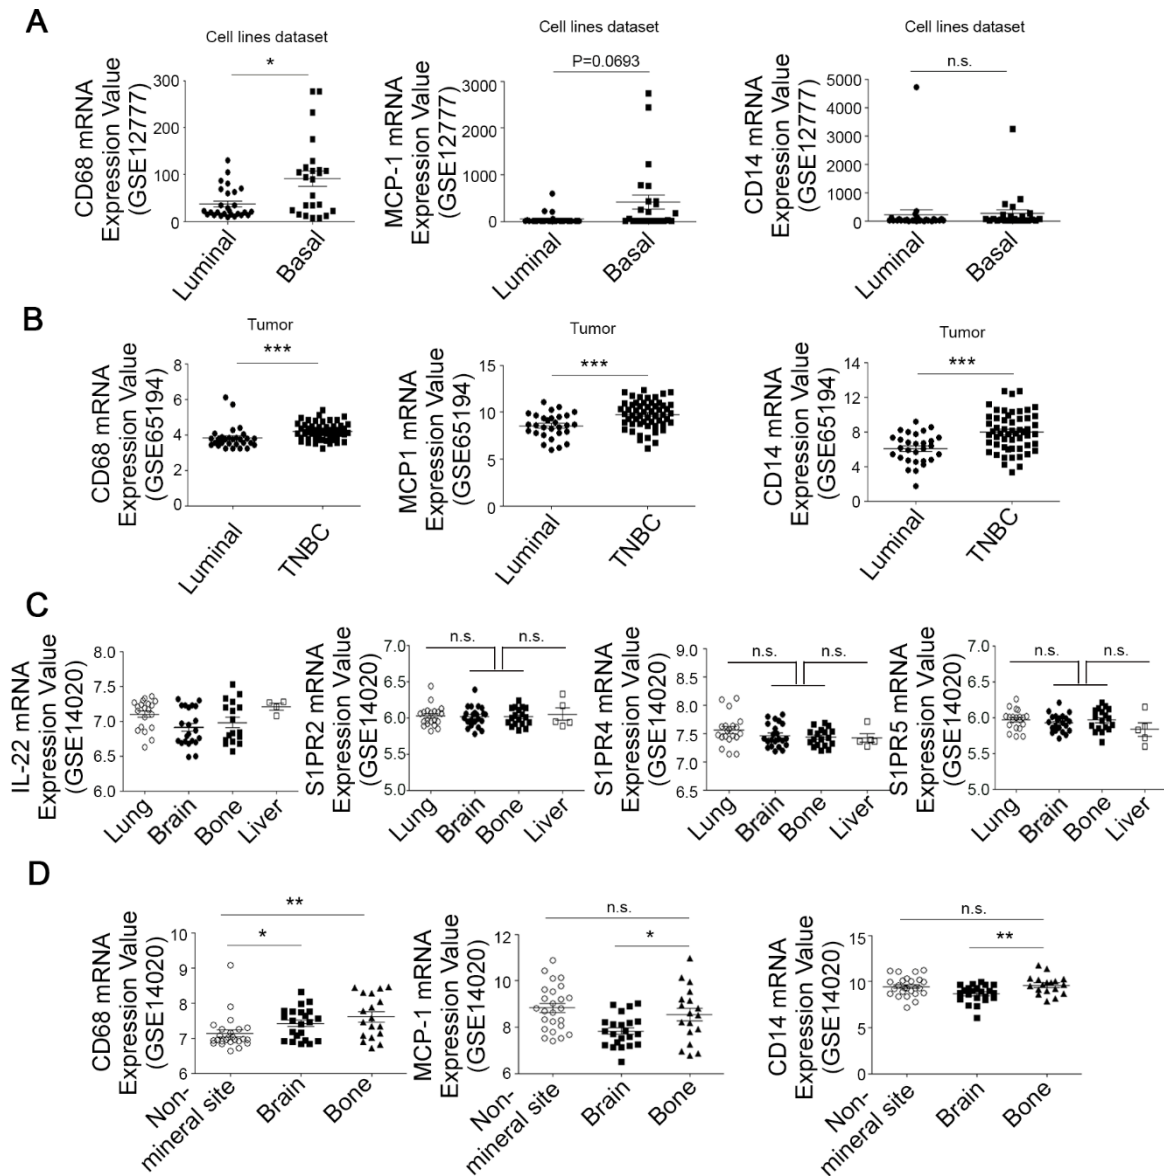 A
Cell lines dataset
*
CD68 mRNA
Expression Value
(GSE12777)
300
200
100
0
Luminal
Basal
Cell lines dataset
P=0.0693
MCP-1 mRNA
Expression Value
(GSE12777)
3000
2000
1000
0
Luminal
Basal
Cell lines dataset
n.s.
CD14 mRNA
Expression Value
(GSE12777)
5000
4000
3000
2000
1000
0
Luminal
Basal
B
Tumor
***
CD68 mRNA
Expression Value
(GSE65194)
8
6
4
2
0
Luminal
TNBC
Tumor
***
MCP1 mRNA
Expression Value
(GSE65194)
15
10
5
0
Luminal
TNBC
Tumor
***
CD14 mRNA
Expression Value
(GSE65194)
16
12
8
4
0
Luminal
TNBC
C
IL-22 mRNA
Expression Value
(GSE14020)
8.0
7.5
7.0
6.5
6.0
Lung
Brain
Bone
Liver
n.s.
n.s.
S1PR2 mRNA
Expression Value
(GSE14020)
7.0
6.5
6.0
5.5
5.0
Lung
Brain
Bone
Liver
n.s.
n.s.
S1PR4 mRNA
Expression Value
(GSE14020)
9.0
8.5
8.0
7.5
7.0
6.5
Lung
Brain
Bone
Liver
n.s.
n.s.
S1PR5 mRNA
Expression Value
(GSE14020)
7.0
6.5
6.0
5.5
5.0
Lung
Brain
Bone
Liver
D
**
*
CD68 mRNA
Expression Value
(GSE14020)
10
9
8
7
6
Non-
mineral site
Brain
Bone
n.s.
*
MCP-1 mRNA
Expression Value
(GSE14020)
12
10
8
6
Non-
mineral site
Brain
Bone
n.s.
**
CD14 mRNA
Expression Value
(GSE14020)
15
10
5
0
Non-
mineral site
Brain
Bone